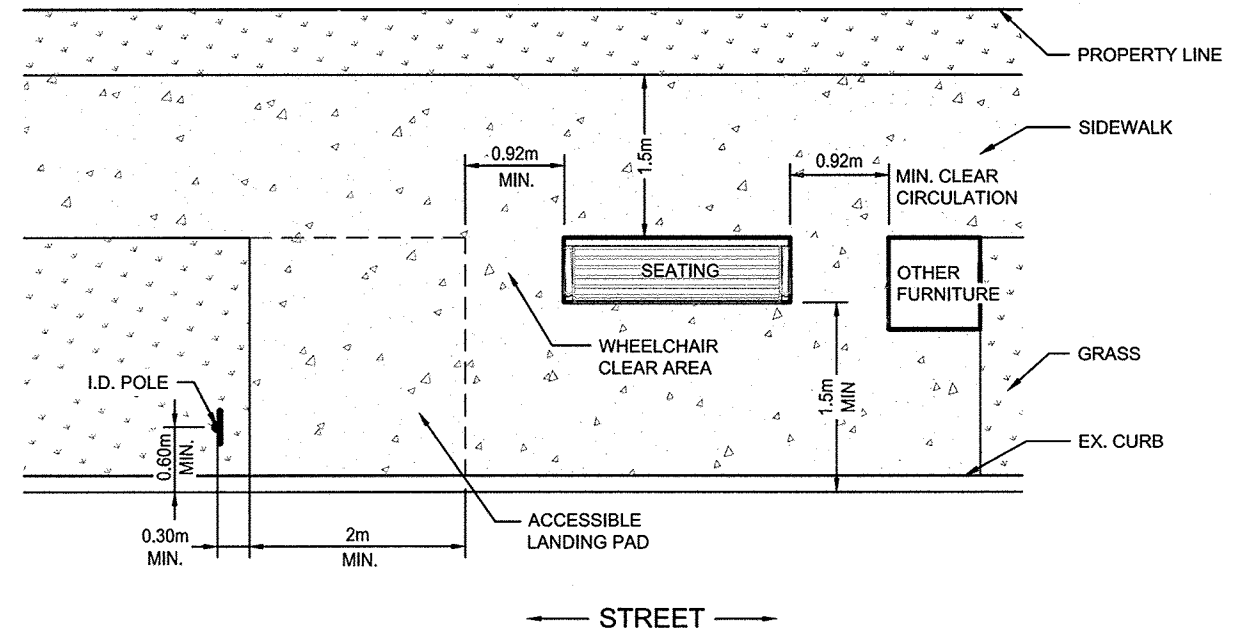 PROPERTY LINE
SIDEWALK
0.92m
MIN.
1.5m
0.92m
MIN. CLEAR
CIRCULATION
SEATING
OTHER
FURNITURE
WHEELCHAIR
CLEAR AREA
GRASS
I.D. POLE
1.5m
MIN
0.60m
MIN.
EX. CURB
ACCESSIBLE
LANDING PAD
0.30m
MIN.
2m
MIN.
STREET